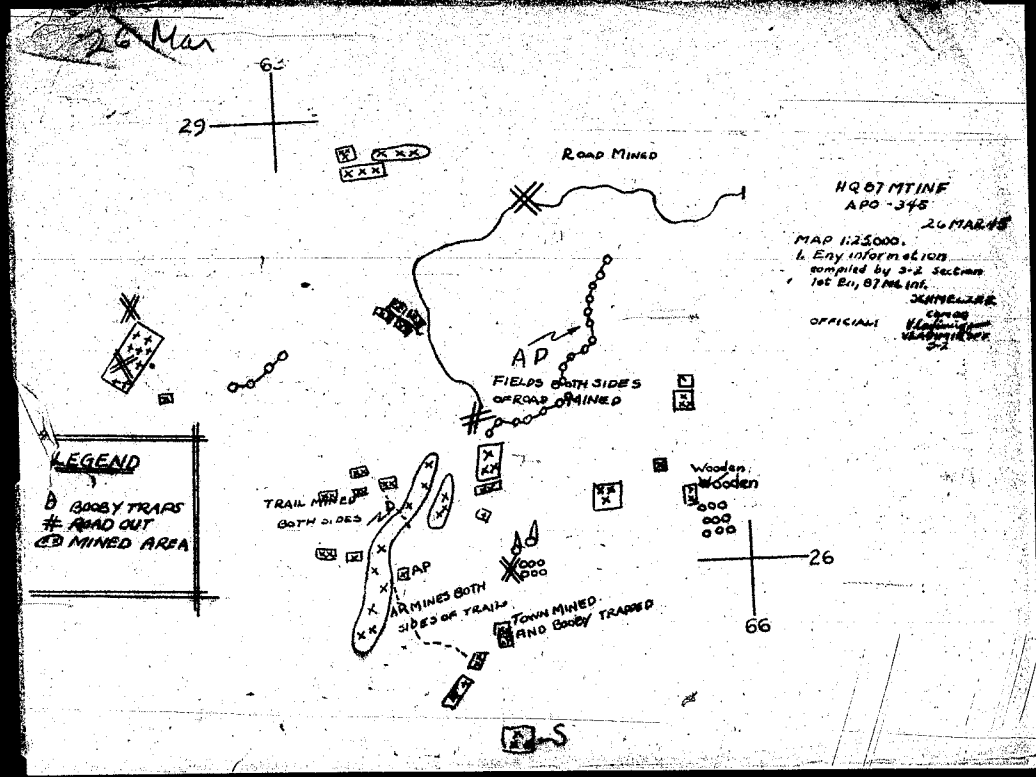 26 Mar
29
ROAD MINED
HQ 87 MT INF
APO - 345
26 MAR 45
MAP 1:25,000.
1. Eny information
compiled by S-2 Section
1st Bn, 87 Mt. Inf.
SCHMELZER
Comdg
OFFICIAL:
S-2
AP
FIELDS BOTH SIDES
OF ROAD MINED
LEGEND
BOOBY TRAPS
ROAD OUT
MINED AREA
TRAIL MINED
BOTH SIDES
Wooden
Wooden
26
66
AP
AP MINES BOTH
SIDES OF TRAIL
TOWN MINED
AND BOOBY TRAPPED
S